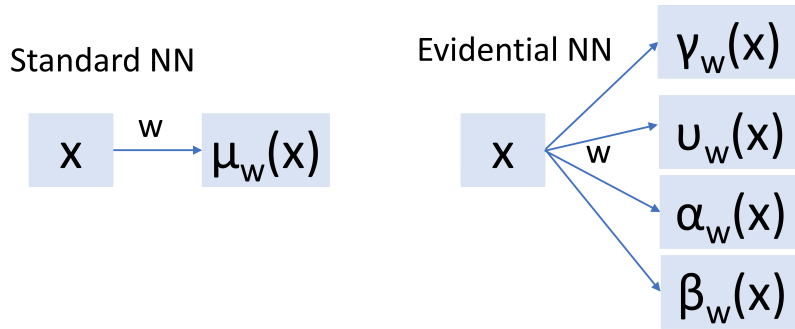 Standard NN
x
w
μw(x)
Evidential NN
x
w
γw(x)
υw(x)
αw(x)
βw(x)